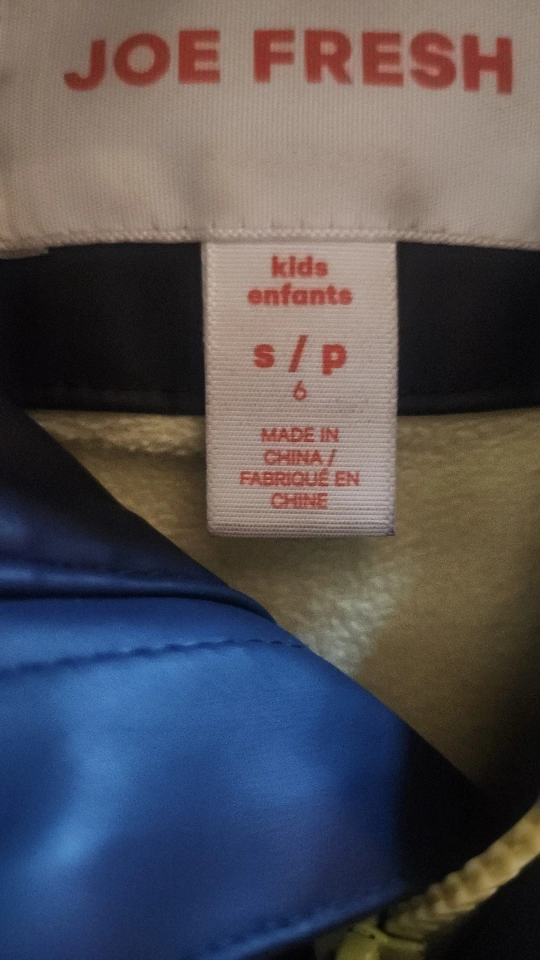 JOE FRESH
kids
enfants
s / p
6
MADE IN
CHINA /
FABRIQUÉ EN
CHINE